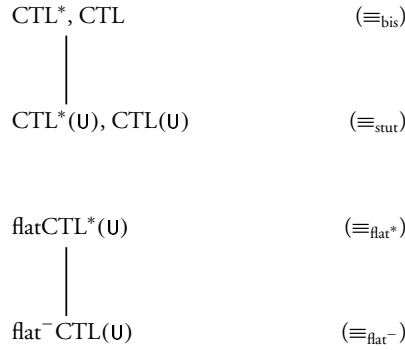 CTL*, CTL (≡bis)
CTL*(U), CTL(U) (≡stut)
flatCTL*(U) (≡flat*)
flat⁻CTL(U) (≡flat⁻)